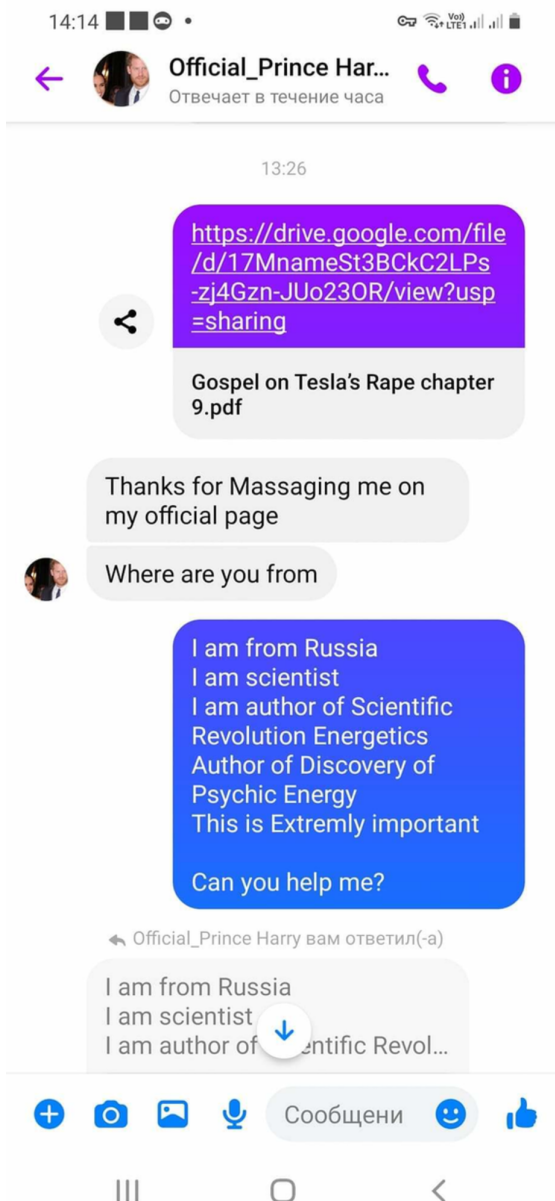 14:14
Vo))
LTE1
Official_Prince Har...
Отвечает в течение часа
13:26
https://drive.google.com/file
/d/17MnameSt3BCkC2LPs
-zj4Gzn-JUo23OR/view?usp
=sharing
Gospel on Tesla's Rape chapter
9.pdf
Thanks for Massaging me on
my official page
Where are you from
I am from Russia
I am scientist
I am author of Scientific
Revolution Energetics
Author of Discovery of
Psychic Energy
This is Extremly important
Can you help me?
Official_Prince Harry вам ответил(-а)
I am from Russia
I am scientist
I am author of entific Revol...
Сообщени